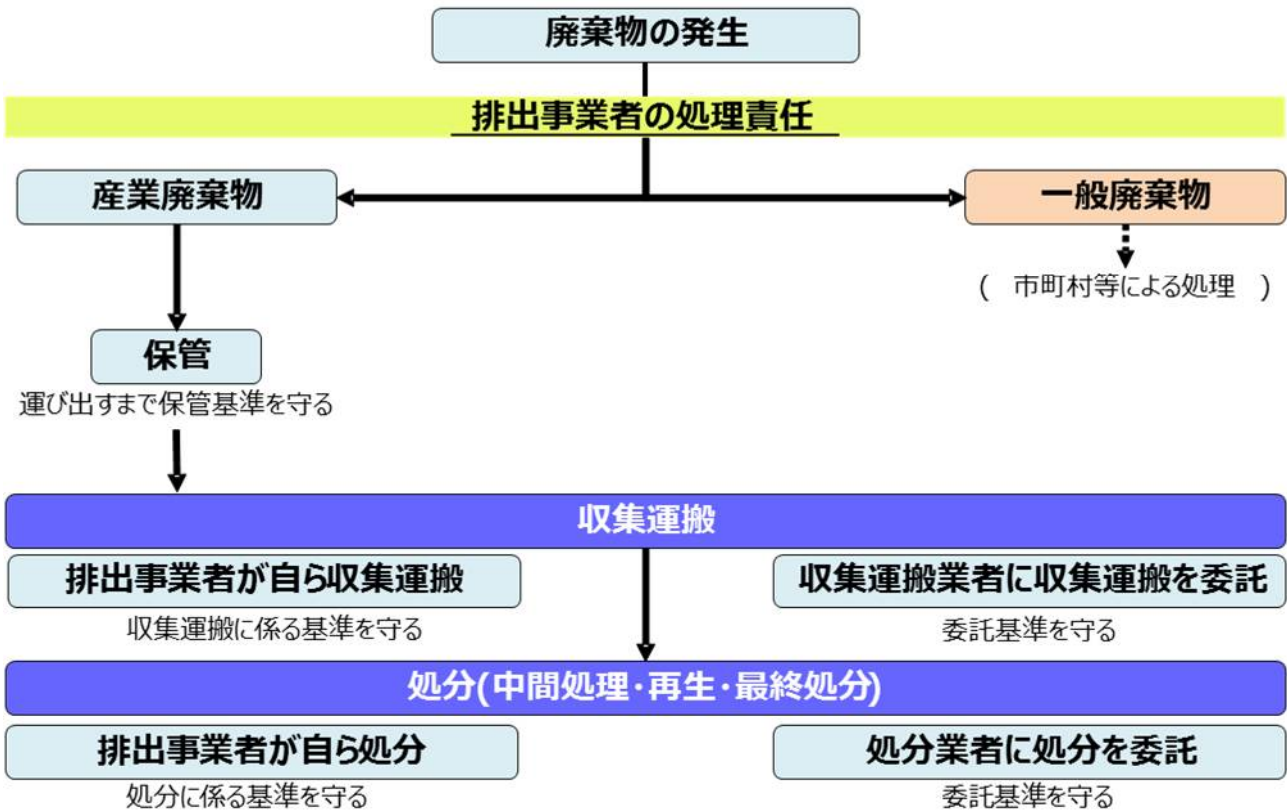 廃棄物の発生
排出事業者の処理責任
産業廃棄物
一般廃棄物
( 市町村等による処理 )
保管
運び出すまで保管基準を守る
収集運搬
排出事業者が自ら収集運搬
収集運搬業者に収集運搬を委託
収集運搬に係る基準を守る
委託基準を守る
処分(中間処理・再生・最終処分)
排出事業者が自ら処分
処分業者に処分を委託
処分に係る基準を守る
委託基準を守る